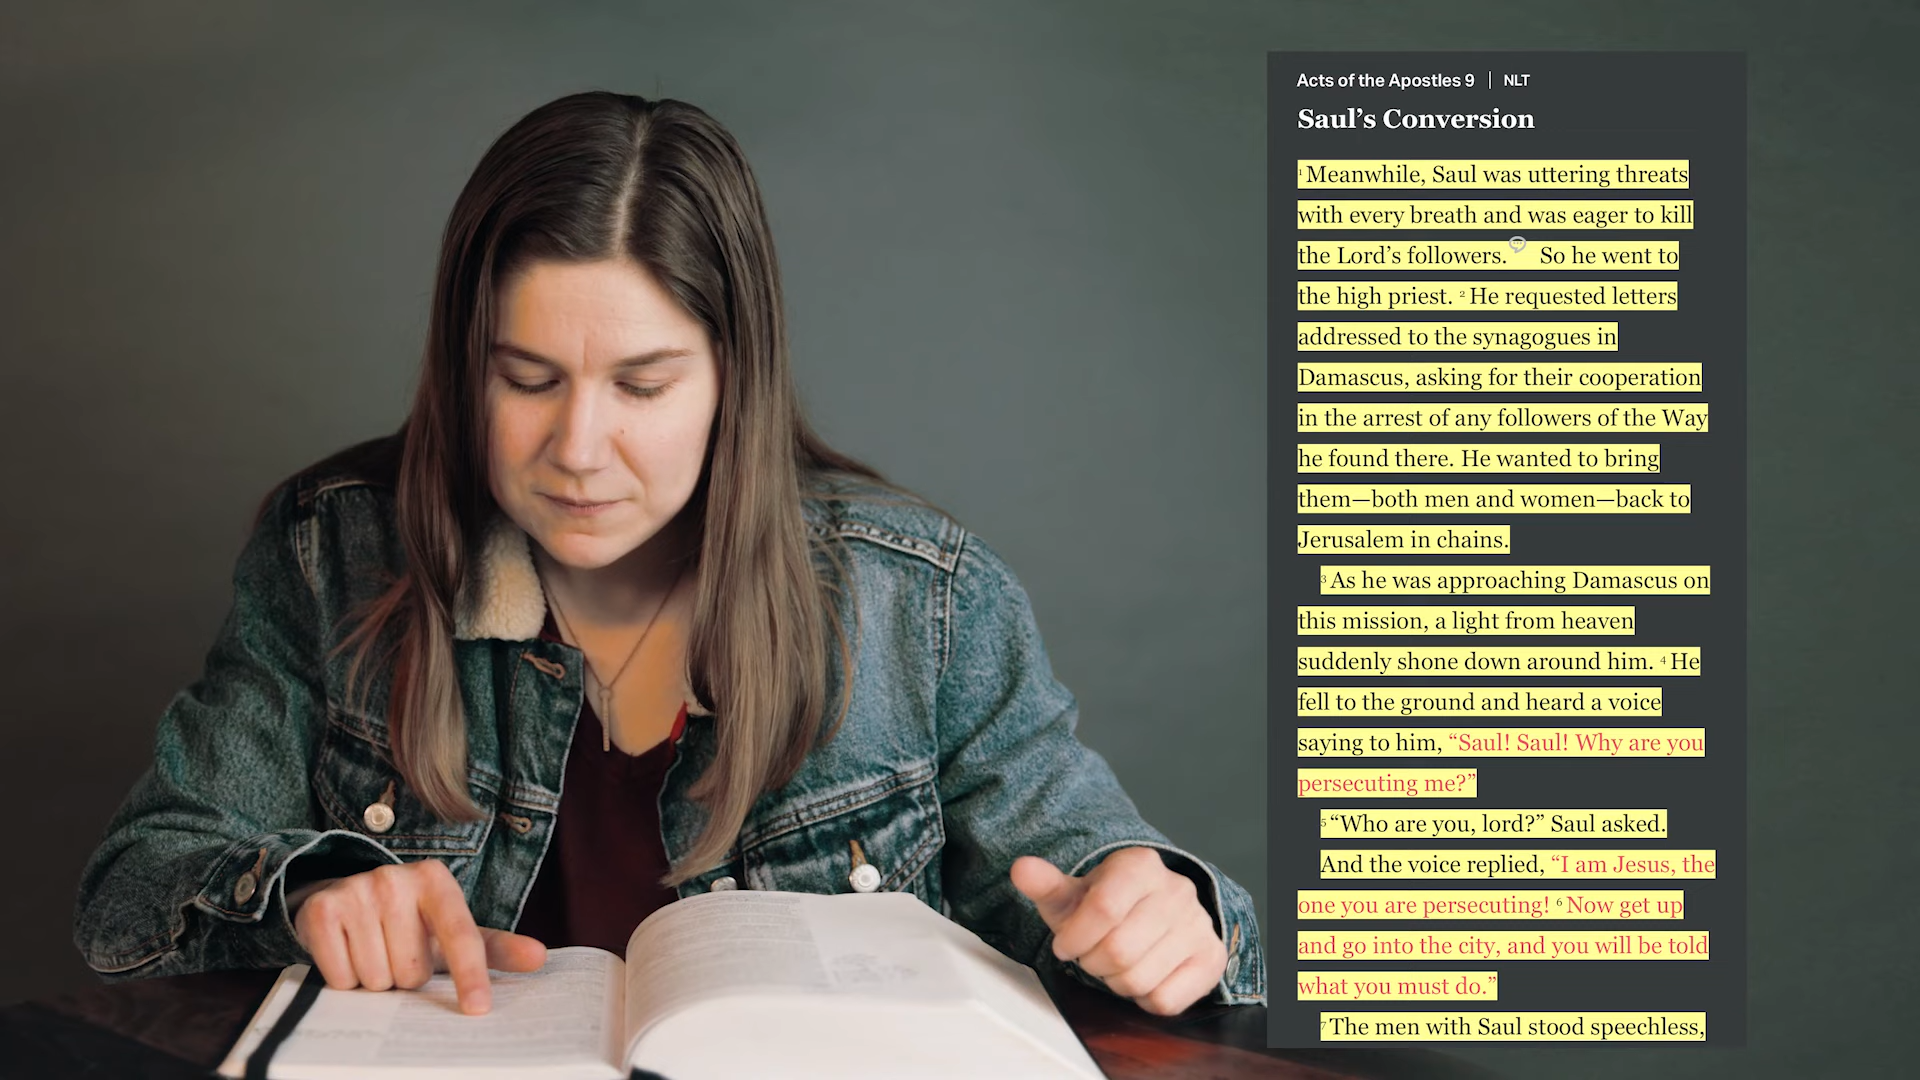 Acts of the Apostles 9 | NLT
Saul’s Conversion
1 Meanwhile, Saul was uttering threats
with every breath and was eager to kill
the Lord’s followers. So he went to
the high priest. 2 He requested letters
addressed to the synagogues in
Damascus, asking for their cooperation
in the arrest of any followers of the Way
he found there. He wanted to bring
them—both men and women—back to
Jerusalem in chains.
3 As he was approaching Damascus on
this mission, a light from heaven
suddenly shone down around him. 4 He
fell to the ground and heard a voice
saying to him, “Saul! Saul! Why are you
persecuting me?”
5 “Who are you, lord?” Saul asked.
And the voice replied, “I am Jesus, the
one you are persecuting! 6 Now get up
and go into the city, and you will be told
what you must do.”
7 The men with Saul stood speechless,